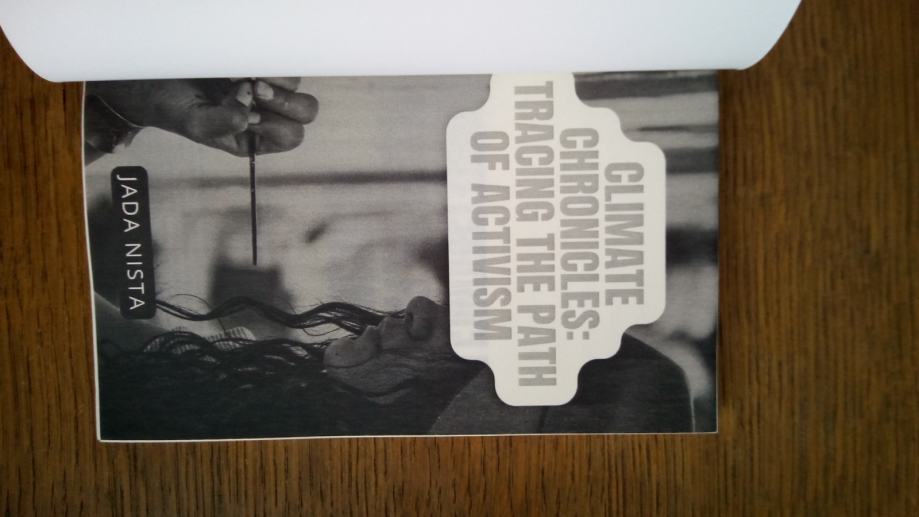 CLIMATE
CHRONICLES:
TRACING THE PATH
OF ACTIVISM
JADA NISTA